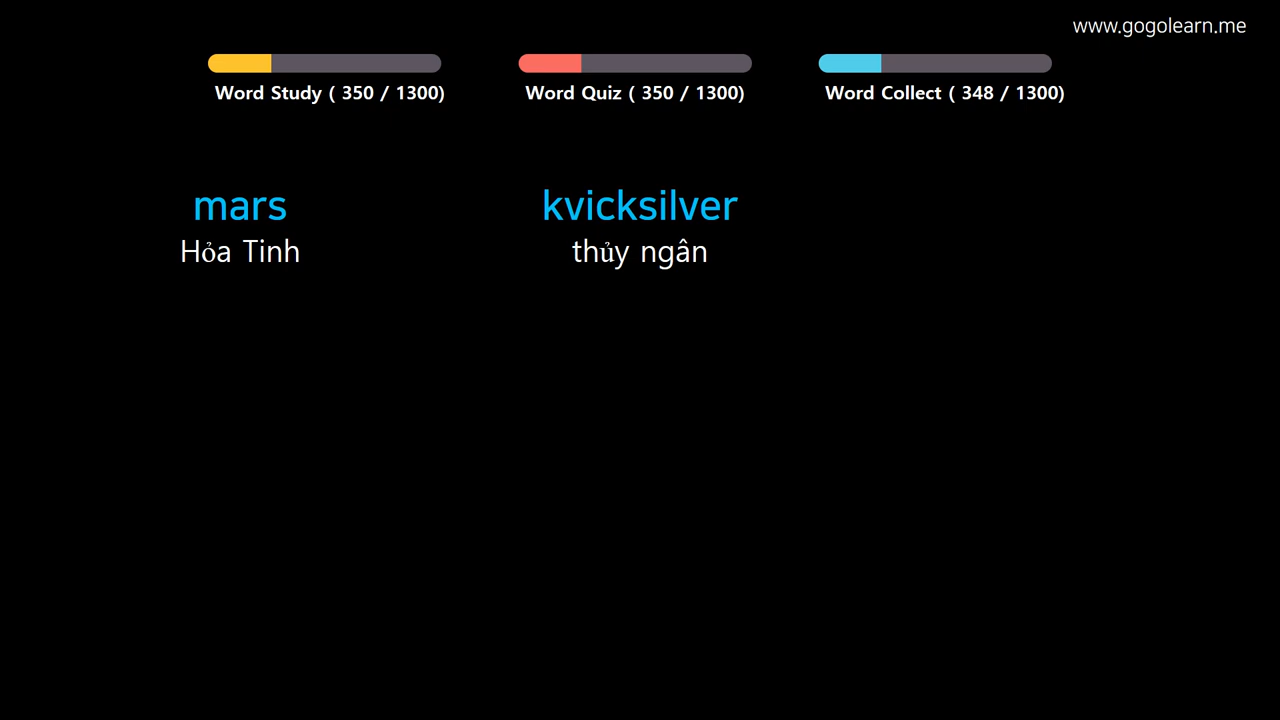 www.gogolearn.me
Word Study ( 350 / 1300)
Word Quiz ( 350 / 1300)
Word Collect ( 348 / 1300)
mars
Hỏa Tinh
kvicksilver
thủy ngân